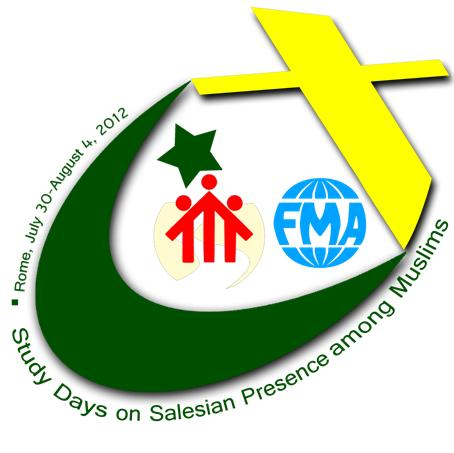 Rome, July 30-August 4, 2012
FMA
Study Days on Salesian Presence among Muslims